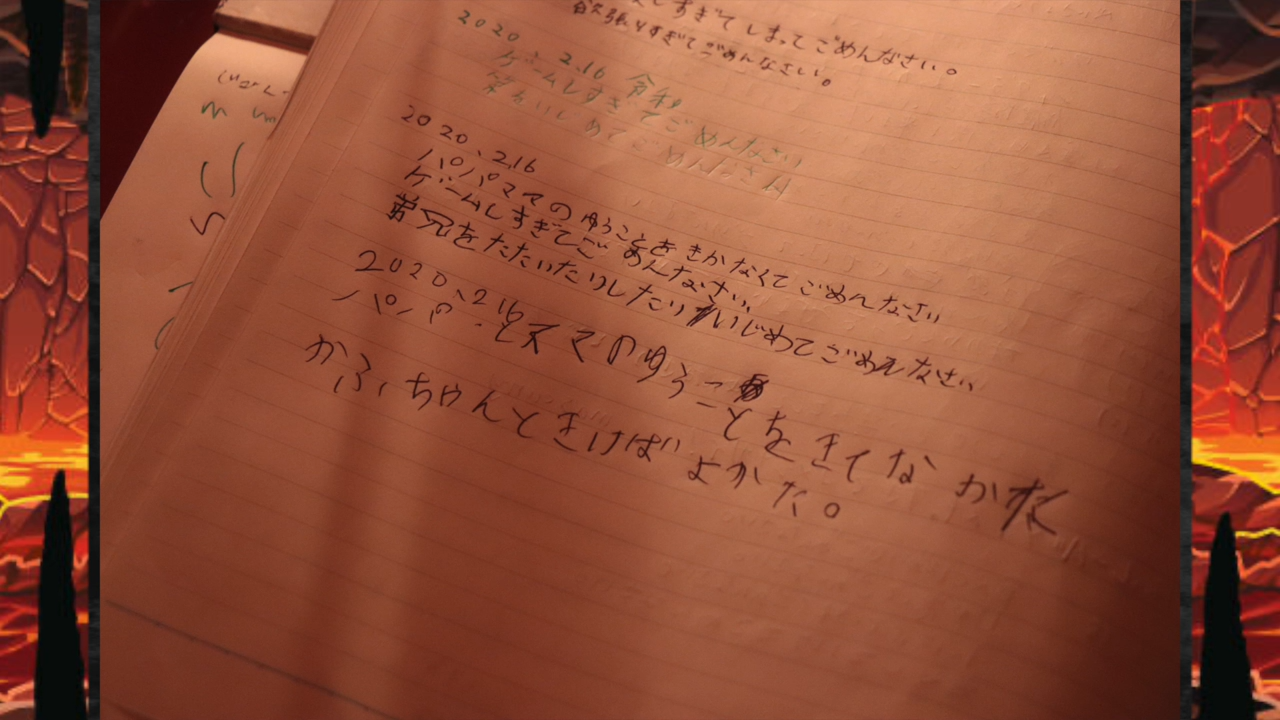 しすぎてしまってごめんなさい。
欲張りすぎてごめんなさい。
2020 2.16 令和
ゲームしすぎてごめんなさい
2020、2.16
パパママのゆうことをきかなくてごめんなさい
ゲームしすぎてごめんなさい。
弟兄をたたいたりしたりいじめてごめんなさい
2020、2.16
のゆうことをきてなかた
かふちゃんときけばよかた。